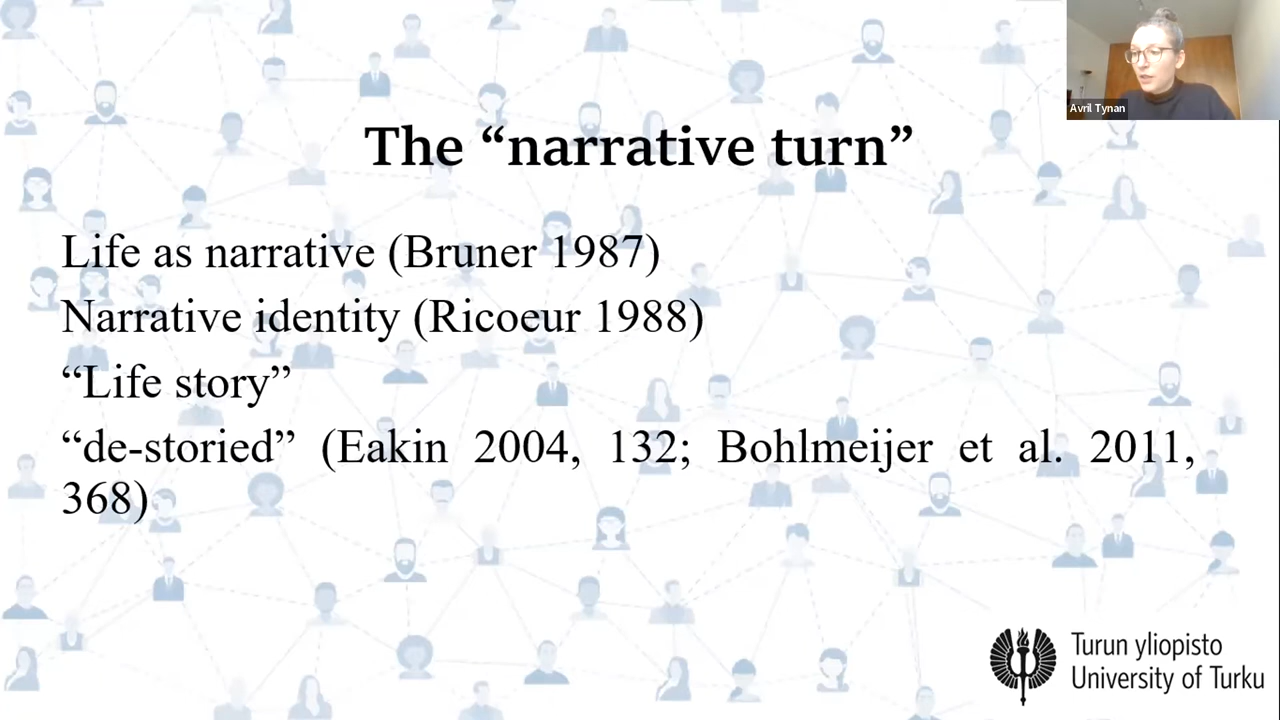 Avril Tynan
The “narrative turn”
Life as narrative (Bruner 1987)
Narrative identity (Ricoeur 1988)
“Life story”
“de-storied” (Eakin 2004, 132; Bohlmeijer et al. 2011,
368)
Turun yliopisto
University of Turku